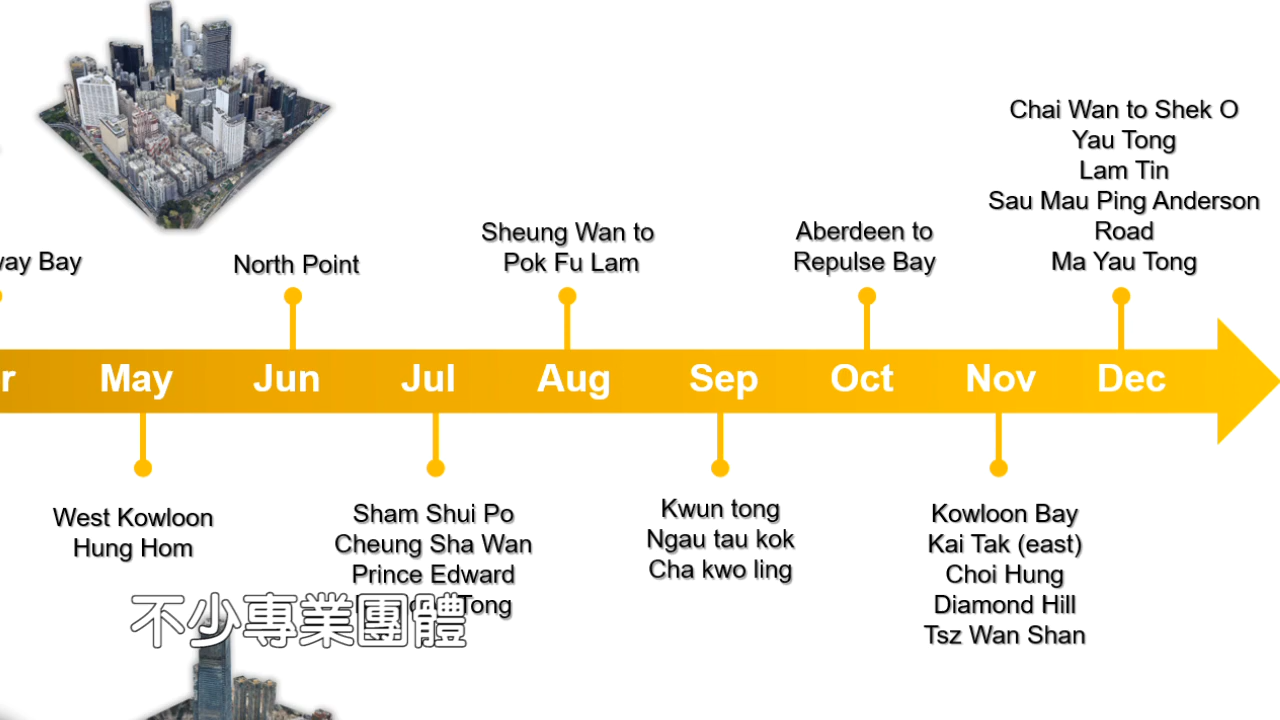 Chai Wan to Shek O
Yau Tong
Lam Tin
Sau Mau Ping Anderson
Road
Ma Yau Tong
Bay
North Point
Sheung Wan to
Pok Fu Lam
Aberdeen to
Repulse Bay
May Jun Jul Aug Sep Oct Nov Dec
West Kowloon
Hung Hom
Sham Shui Po
Cheung Sha Wan
Prince Edward
Tong
Kwun tong
Ngau tau kok
Cha kwo ling
Kowloon Bay
Kai Tak (east)
Choi Hung
Diamond Hill
Tsz Wan Shan
不少專業團體